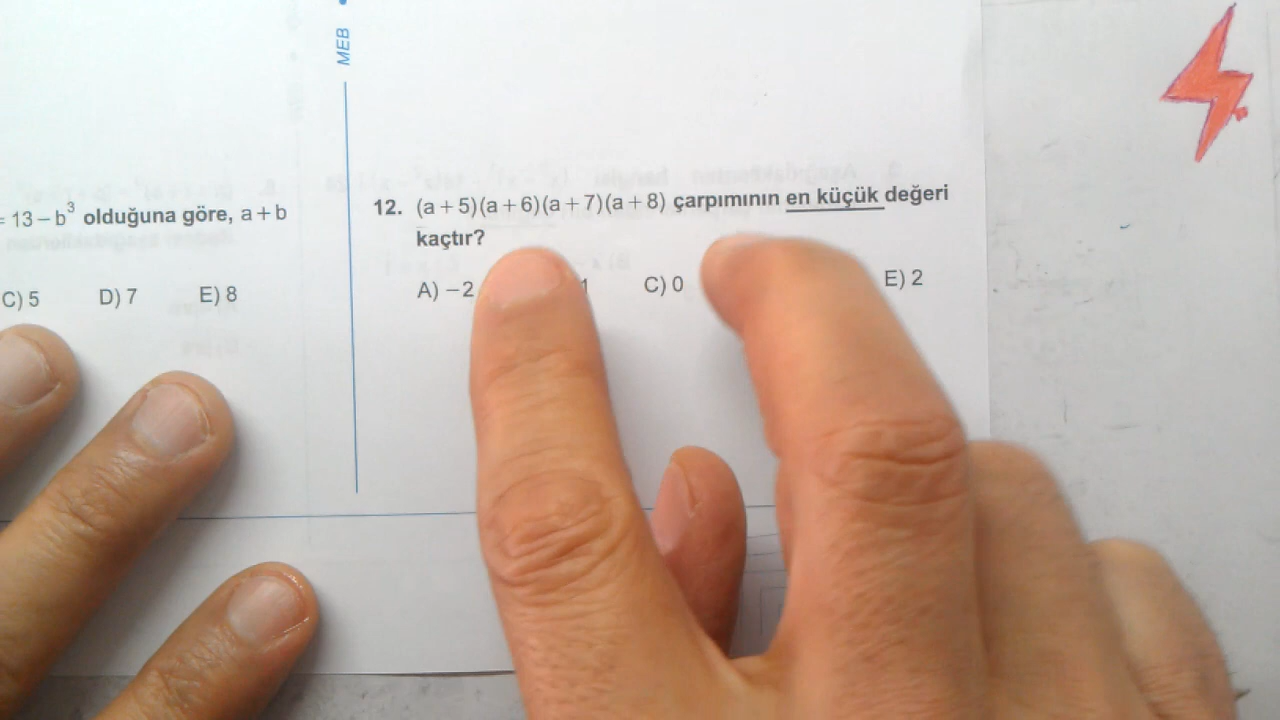 MEB
= 13 − b³ olduğuna göre, a + b
C) 5 D) 7 E) 8
12. (a + 5)(a + 6)(a + 7)(a + 8) çarpımının en küçük değeri
kaçtır?
A) −2 1 C) 0 E) 2